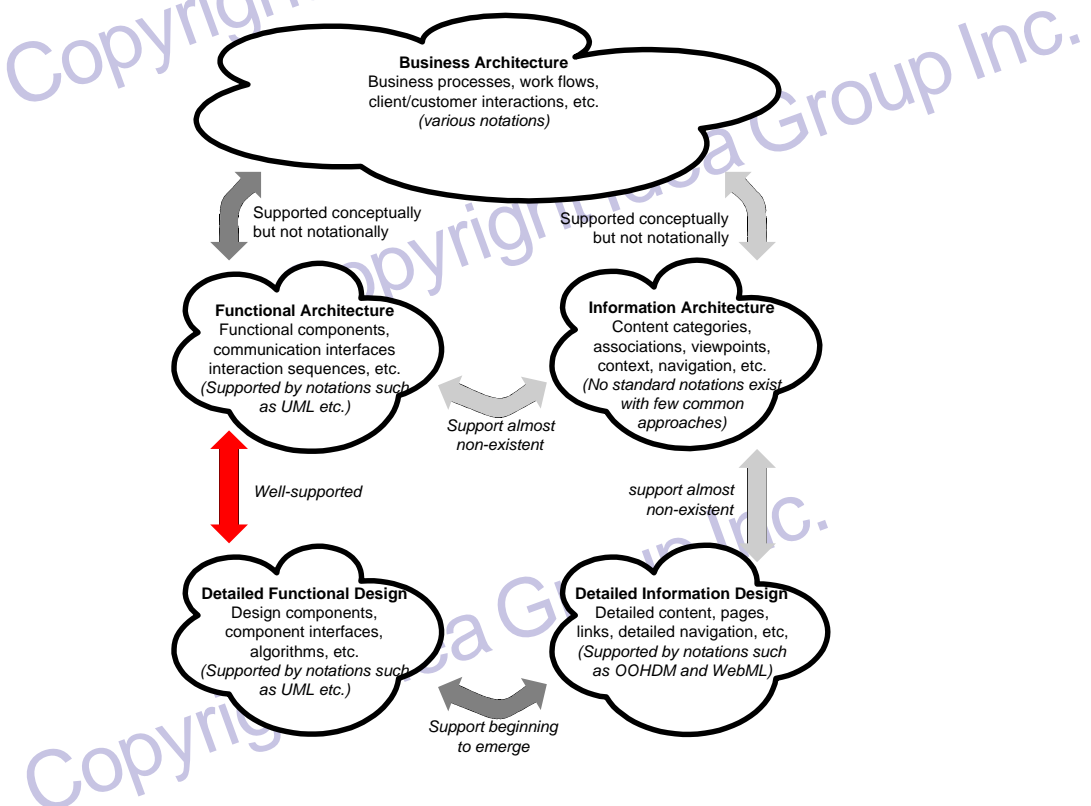 Copyright Idea Group Inc.
Business Architecture
Business processes, work flows,
client/customer interactions, etc.
(various notations)
Supported conceptually
but not notationally
Supported conceptually
but not notationally
Copyright Idea Group Inc.
Functional Architecture
Functional components,
communication interfaces
interaction sequences, etc.
(Supported by notations such
as UML etc.)
Information Architecture
Content categories,
associations, viewpoints,
context, navigation, etc.
(No standard notations exist
with few common
approaches)
Support almost
non-existent
Well-supported
support almost
non-existent
Detailed Functional Design
Design components,
component interfaces,
algorithms, etc.
(Supported by notations such
as UML etc.)
Detailed Information Design
Detailed content, pages,
links, detailed navigation, etc,
(Supported by notations such
as OOHDM and WebML)
Support beginning
to emerge
Copyright Idea Group Inc.